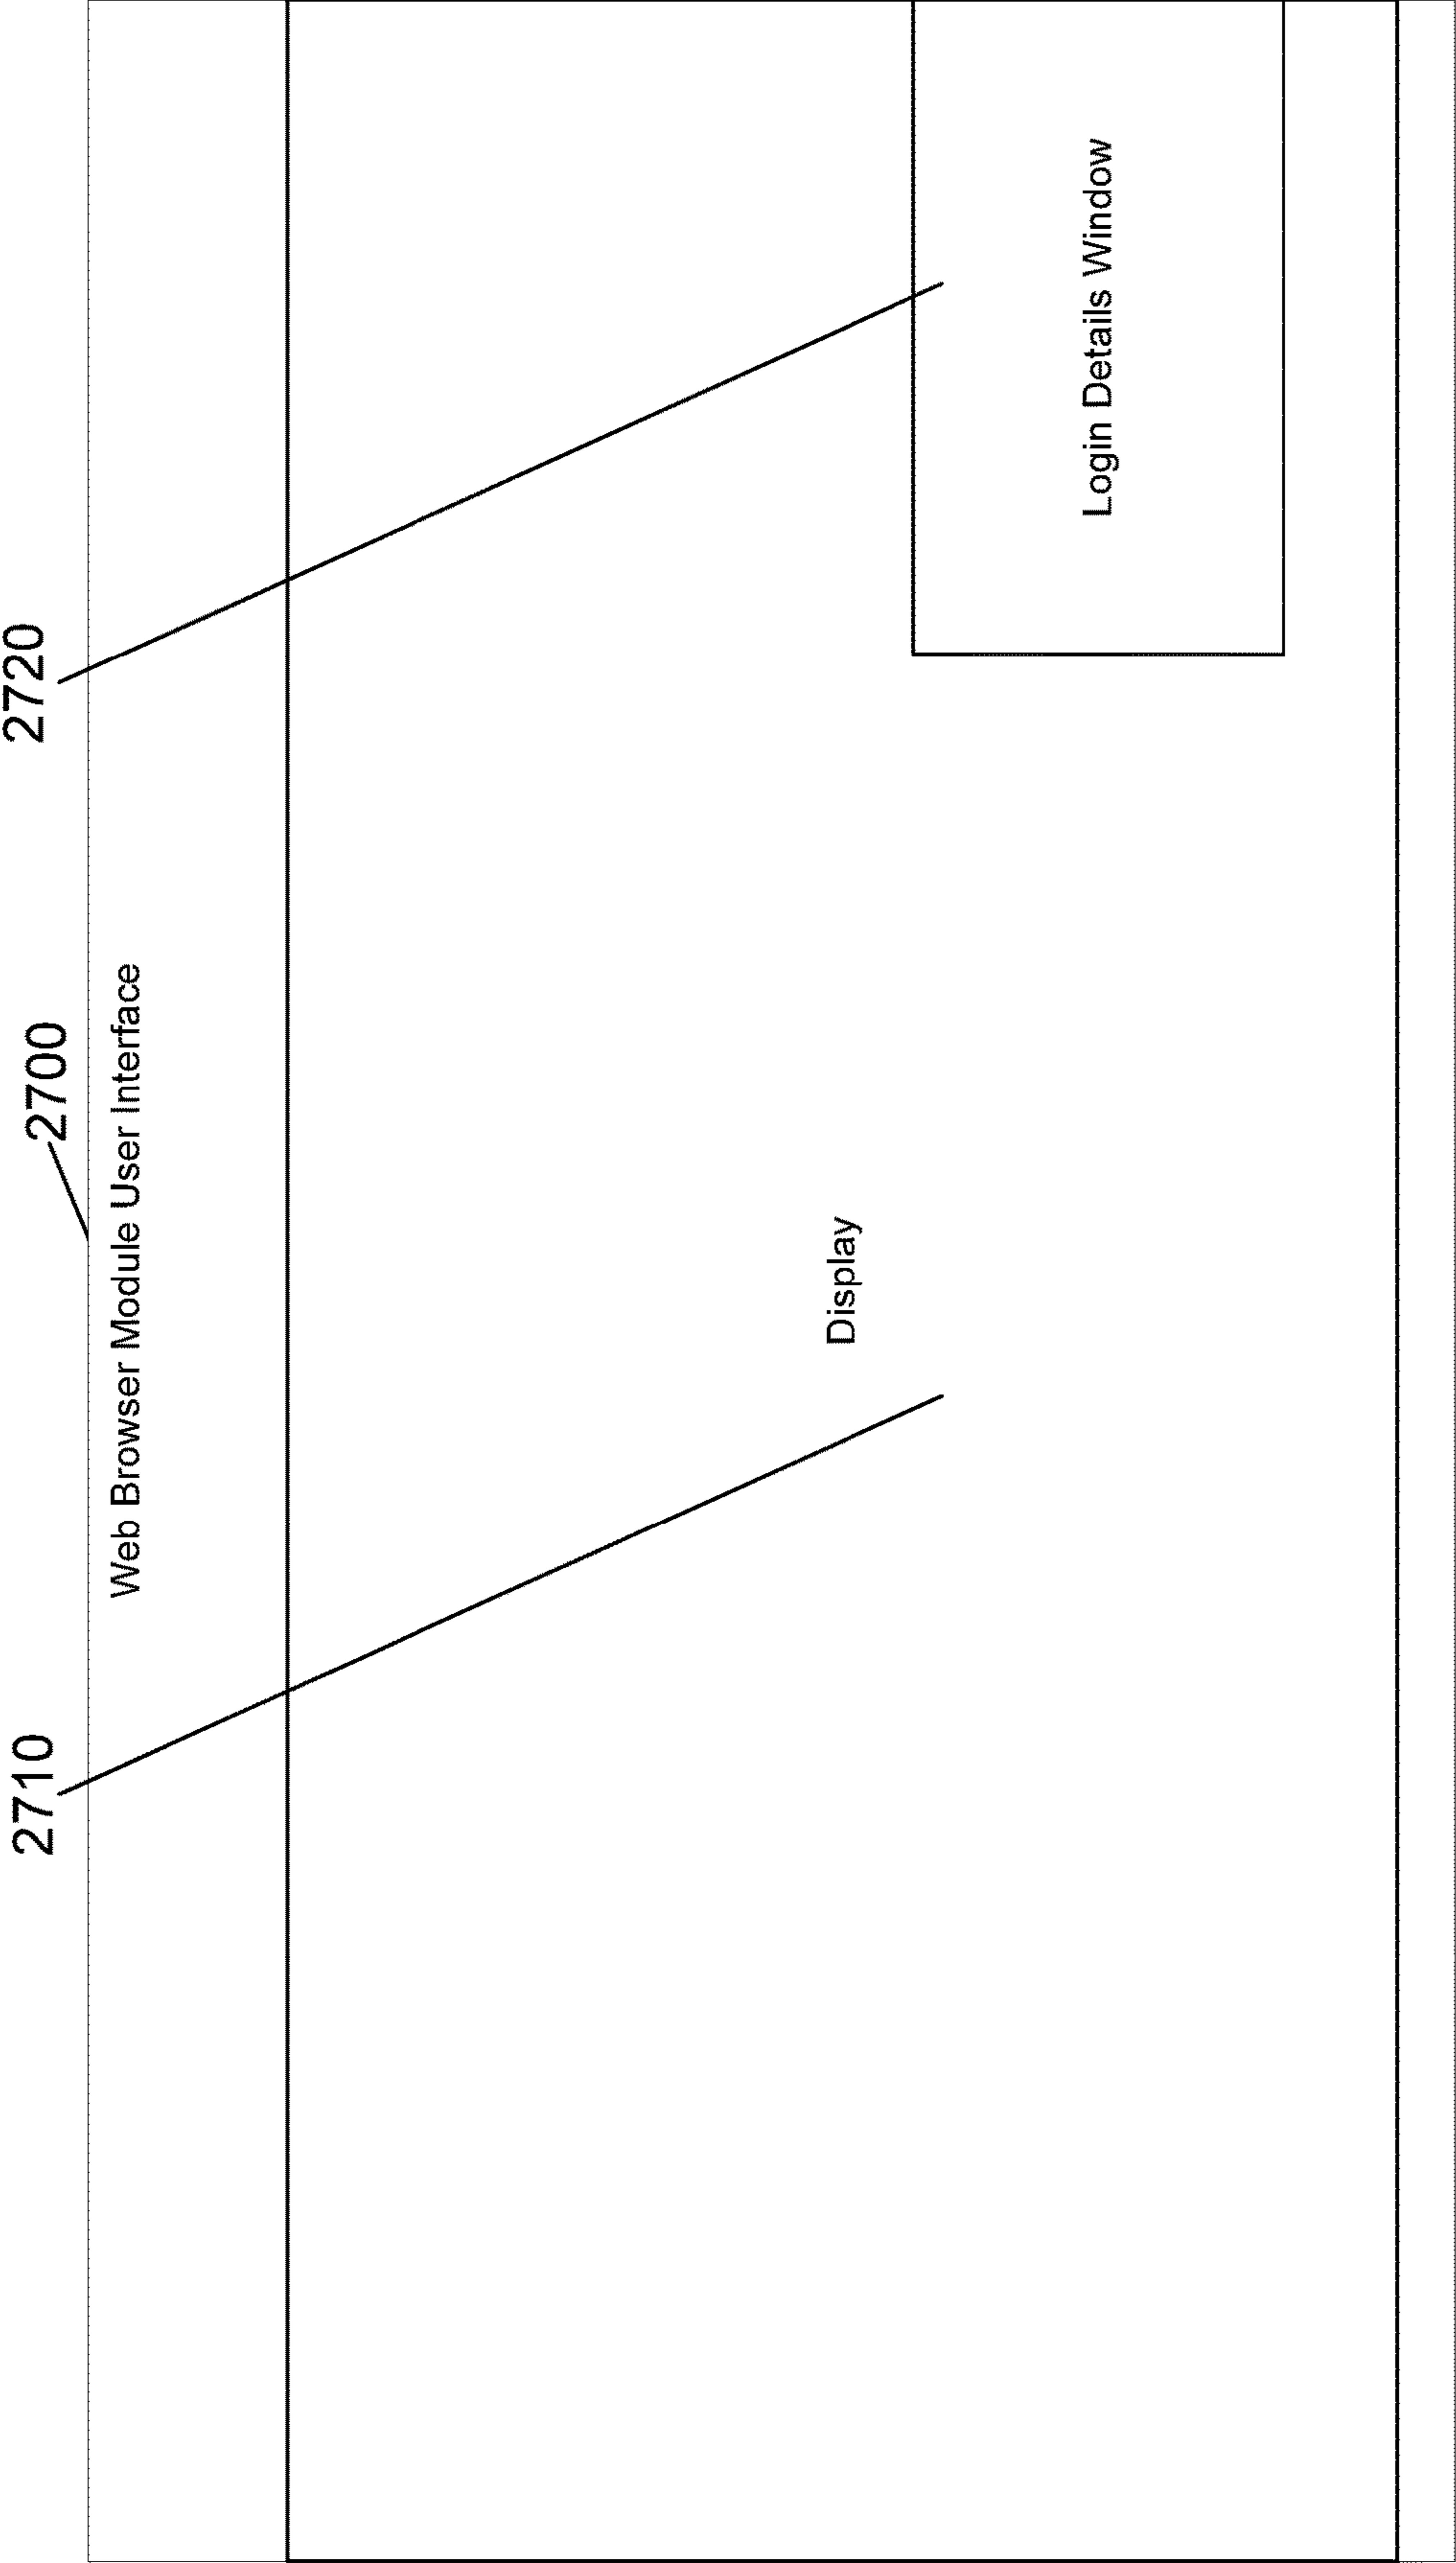 2710
2700
2720
Web Browser Module User Interface
Display
Login Details Window